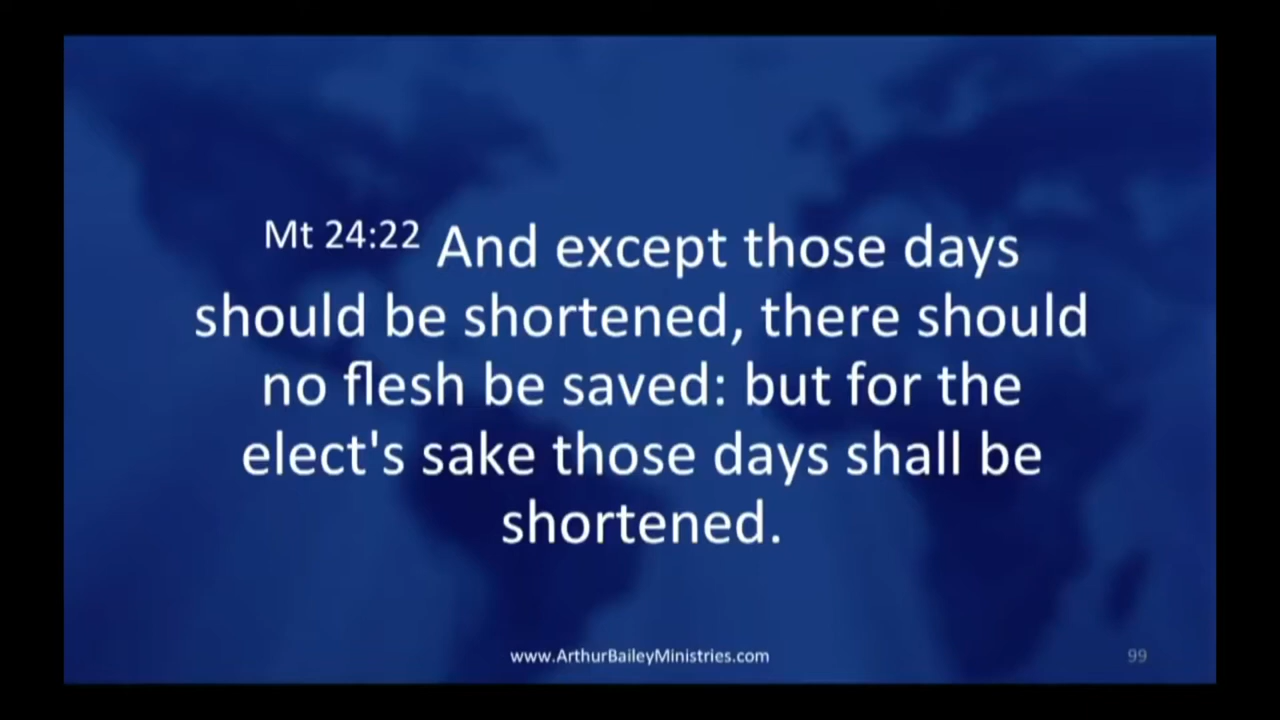 Mt 24:22 And except those days
should be shortened, there should
no flesh be saved: but for the
elect's sake those days shall be
shortened.
www.ArthurBaileyMinistries.com
99